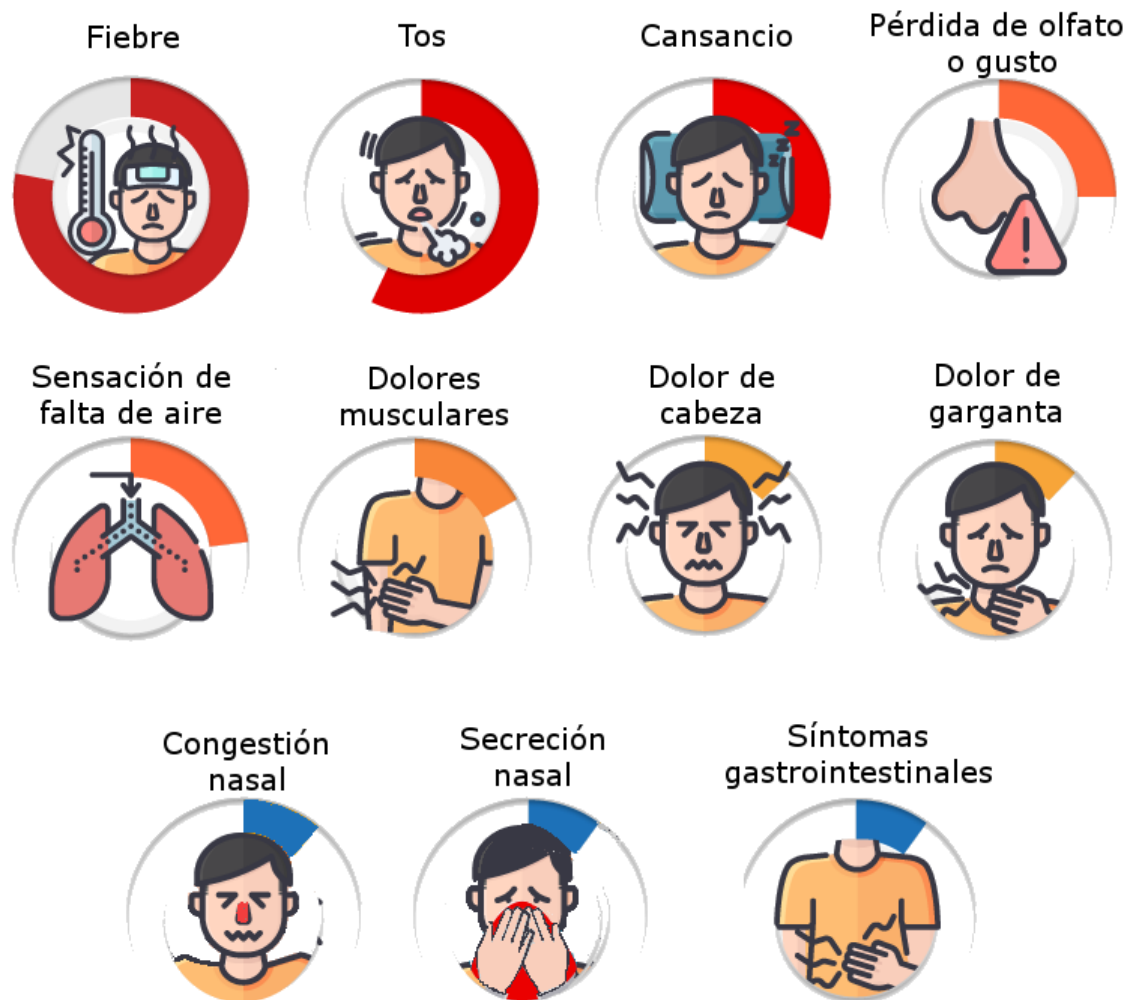 Fiebre
Tos
Cansancio
Pérdida de olfato
o gusto
Sensación de
falta de aire
Dolores
musculares
Dolor de
cabeza
Dolor de
garganta
Congestión
nasal
Secreción
nasal
Síntomas
gastrointestinales